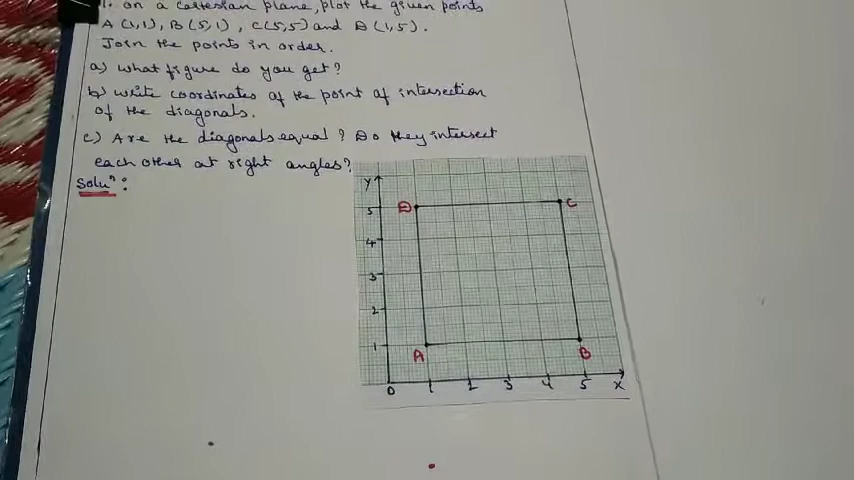 1. on a cartesian plane, plot the given points
A (1,1), B (5,1), C(5,5) and D (1,5).
Join the points in order.
a) what figure do you get?
b) write coordinates of the point of intersection
of the diagonals.
c) Are the diagonals equal? Do they intersect
each other at right angles?
Soluⁿ:
Y
5 D C
4
3
2
1
A B
0 1 2 3 4 5 X